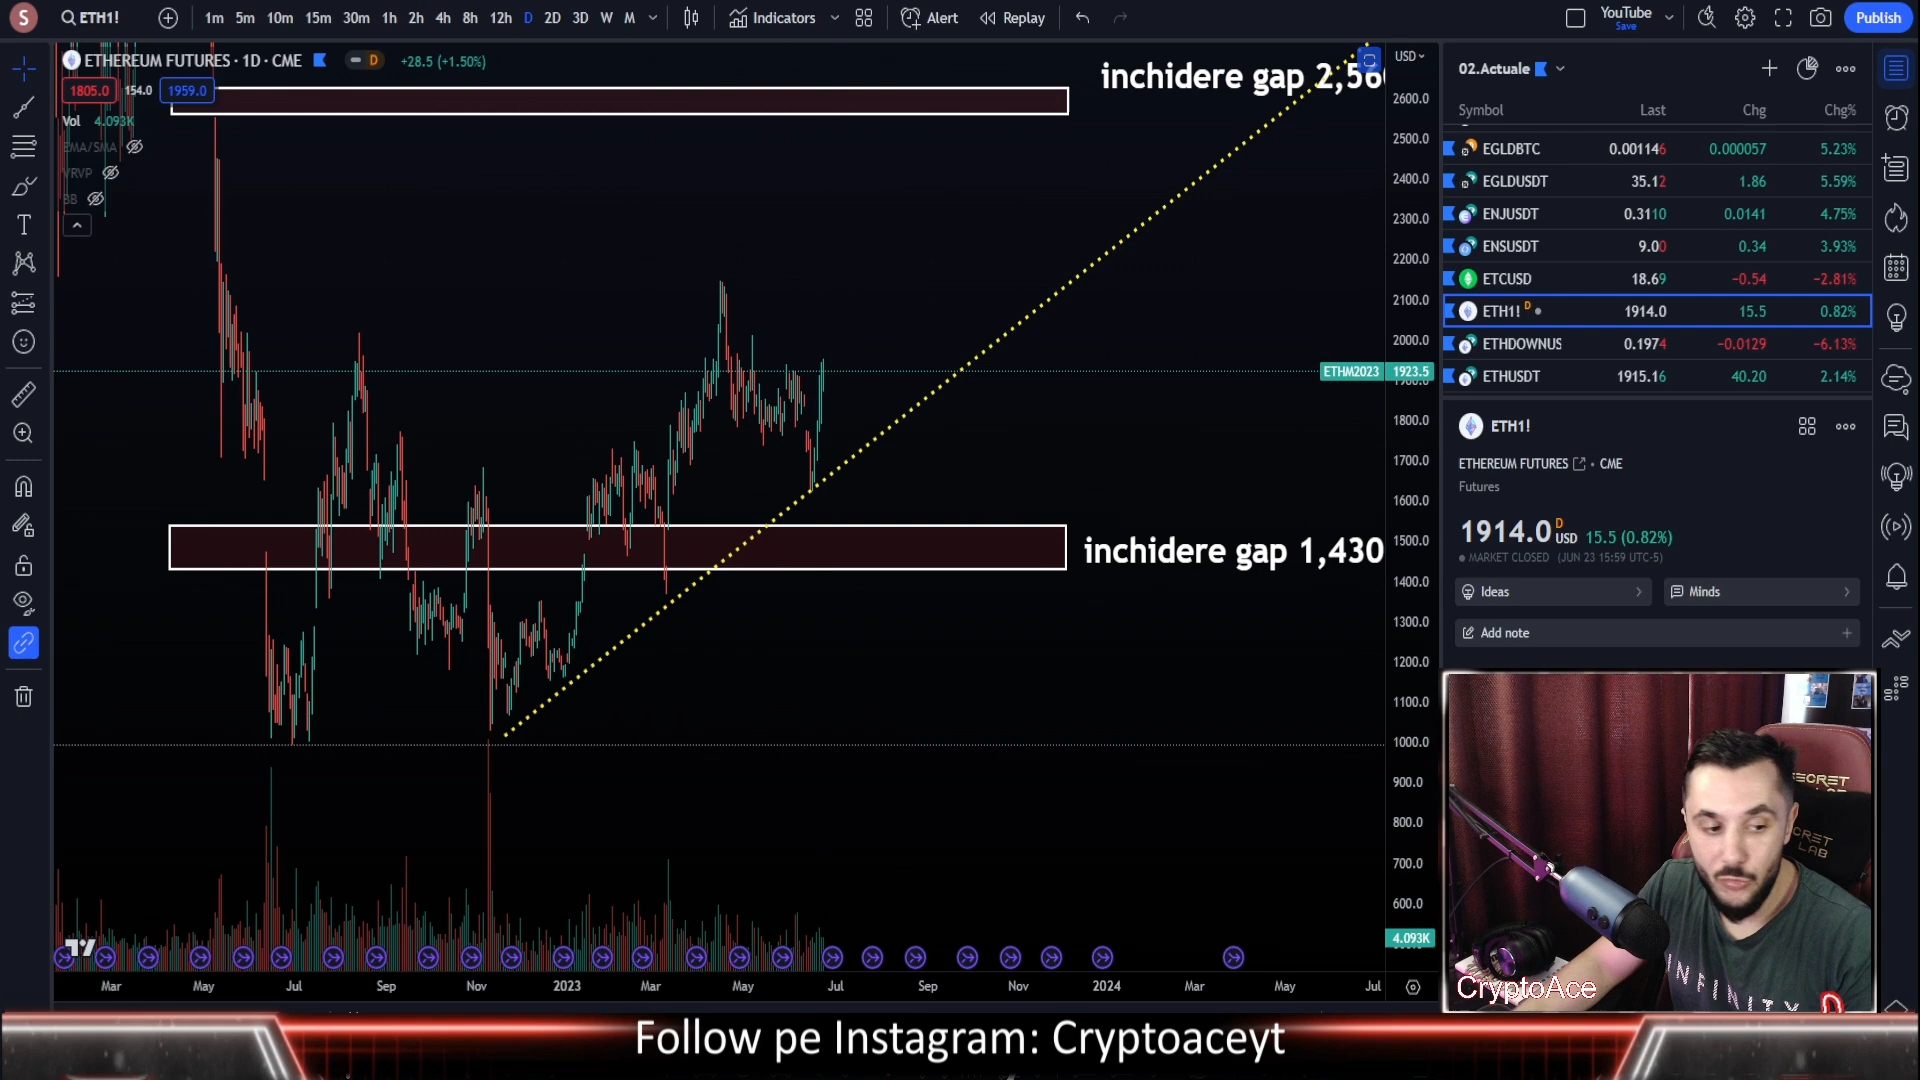 S ETH1! 1m 5m 10m 15m 30m 1h 2h 4h 8h 12h D 2D 3D W M Indicators Alert Replay YouTube Save Publish
ETHEREUM FUTURES · 1D · CME D +28.5 (+1.50%)
1805.0 154.0 1959.0
Vol 4.093K
EMA/SMA
VRVP
BB
inchidere gap 2,56
inchidere gap 1,430
USD
2600.0
2500.0
2400.0
2300.0
2200.0
2100.0
2000.0
ETHM2023 1923.5
1900.0
1800.0
1700.0
1600.0
1500.0
1400.0
1300.0
1200.0
1100.0
1000.0
900.0
800.0
700.0
600.0
4.093K
Mar May Jul Sep Nov 2023 Mar May Jul Sep Nov 2024 Mar May Jul
02.Actuale
Symbol Last Chg Chg%
EGLDBTC 0.001146 0.000057 5.23%
EGLDUSDT 35.12 1.86 5.59%
ENJUSDT 0.3110 0.0141 4.75%
ENSUSDT 9.00 0.34 3.93%
ETCUSD 18.69 −0.54 −2.81%
ETH1! D 1914.0 15.5 0.82%
ETHDOWNUS 0.1974 −0.0129 −6.13%
ETHUSDT 1915.16 40.20 2.14%
ETH1!
ETHEREUM FUTURES · CME
Futures
1914.0 D USD 15.5 (0.82%)
MARKET CLOSED (JUN 23 15:59 UTC-5)
Ideas Minds
Add note
SECRET LAB
INFINITY
CryptoAce
Follow pe Instagram: Cryptoaceyt